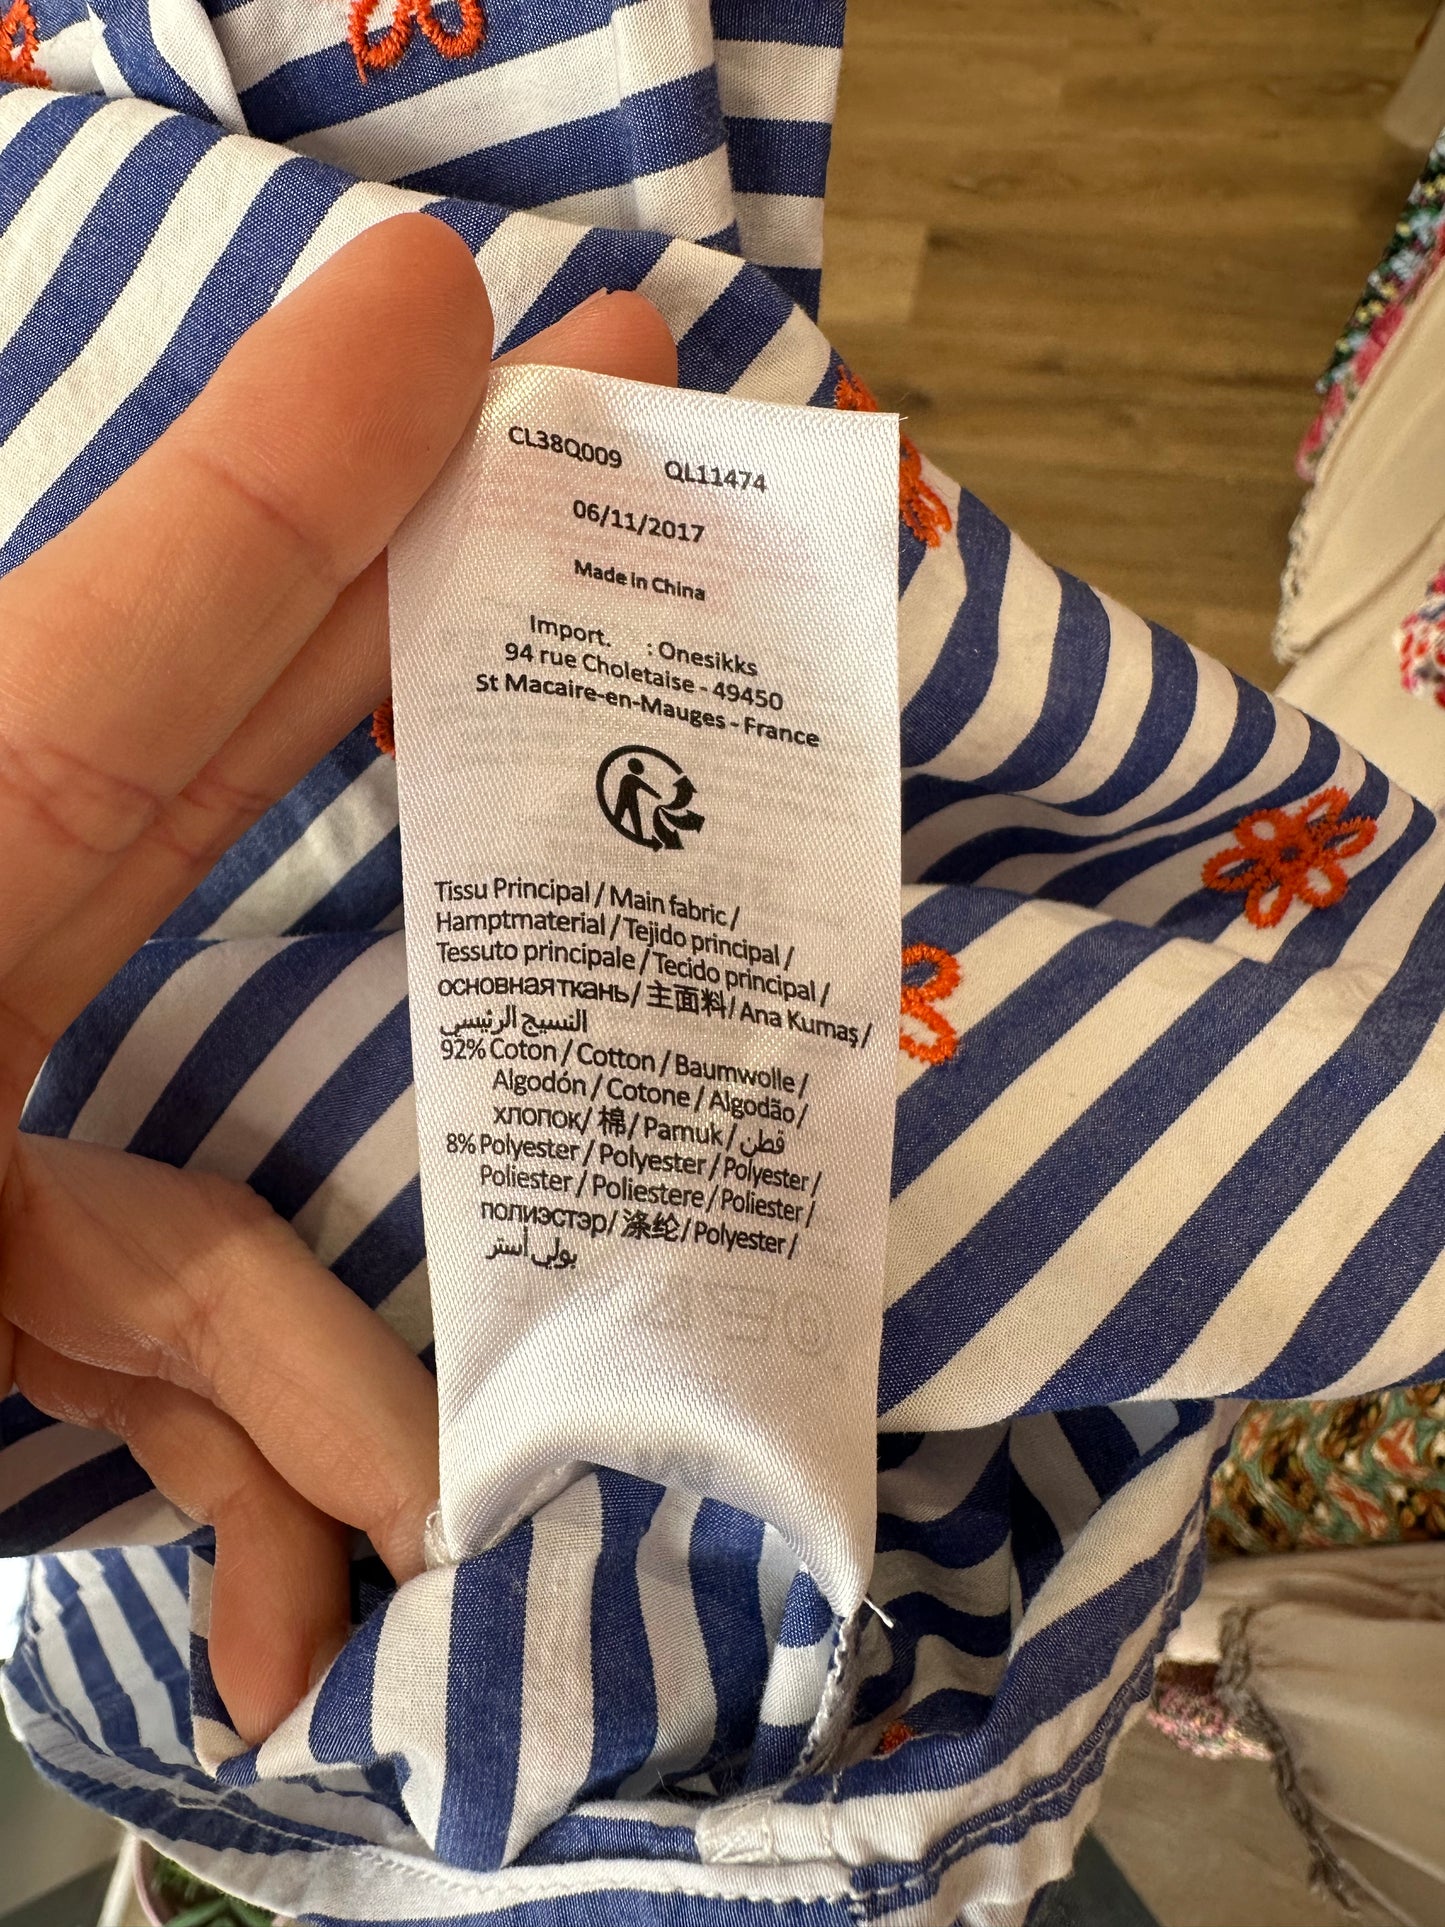 CL38Q009 QL11474
06/11/2017
Made in China
Import. : Onesikks
94 rue Choletaise - 49450
St Macaire-en-Mauges - France
Tissu Principal / Main fabric /
Hamptmaterial / Tejido principal /
Tessuto principale / Tecido principal /
основная ткань/ 主面料/ Ana Kumaş /
النسيج الرئيسي
92% Coton / Cotton / Baumwolle /
Algodón / Cotone / Algodão /
хлопок/ 棉/ Pamuk / قطن
8% Polyester / Polyester / Polyester /
Poliester / Poliestere / Poliester /
полиэстэр/ 涤纶/ Polyester /
بولي أستر